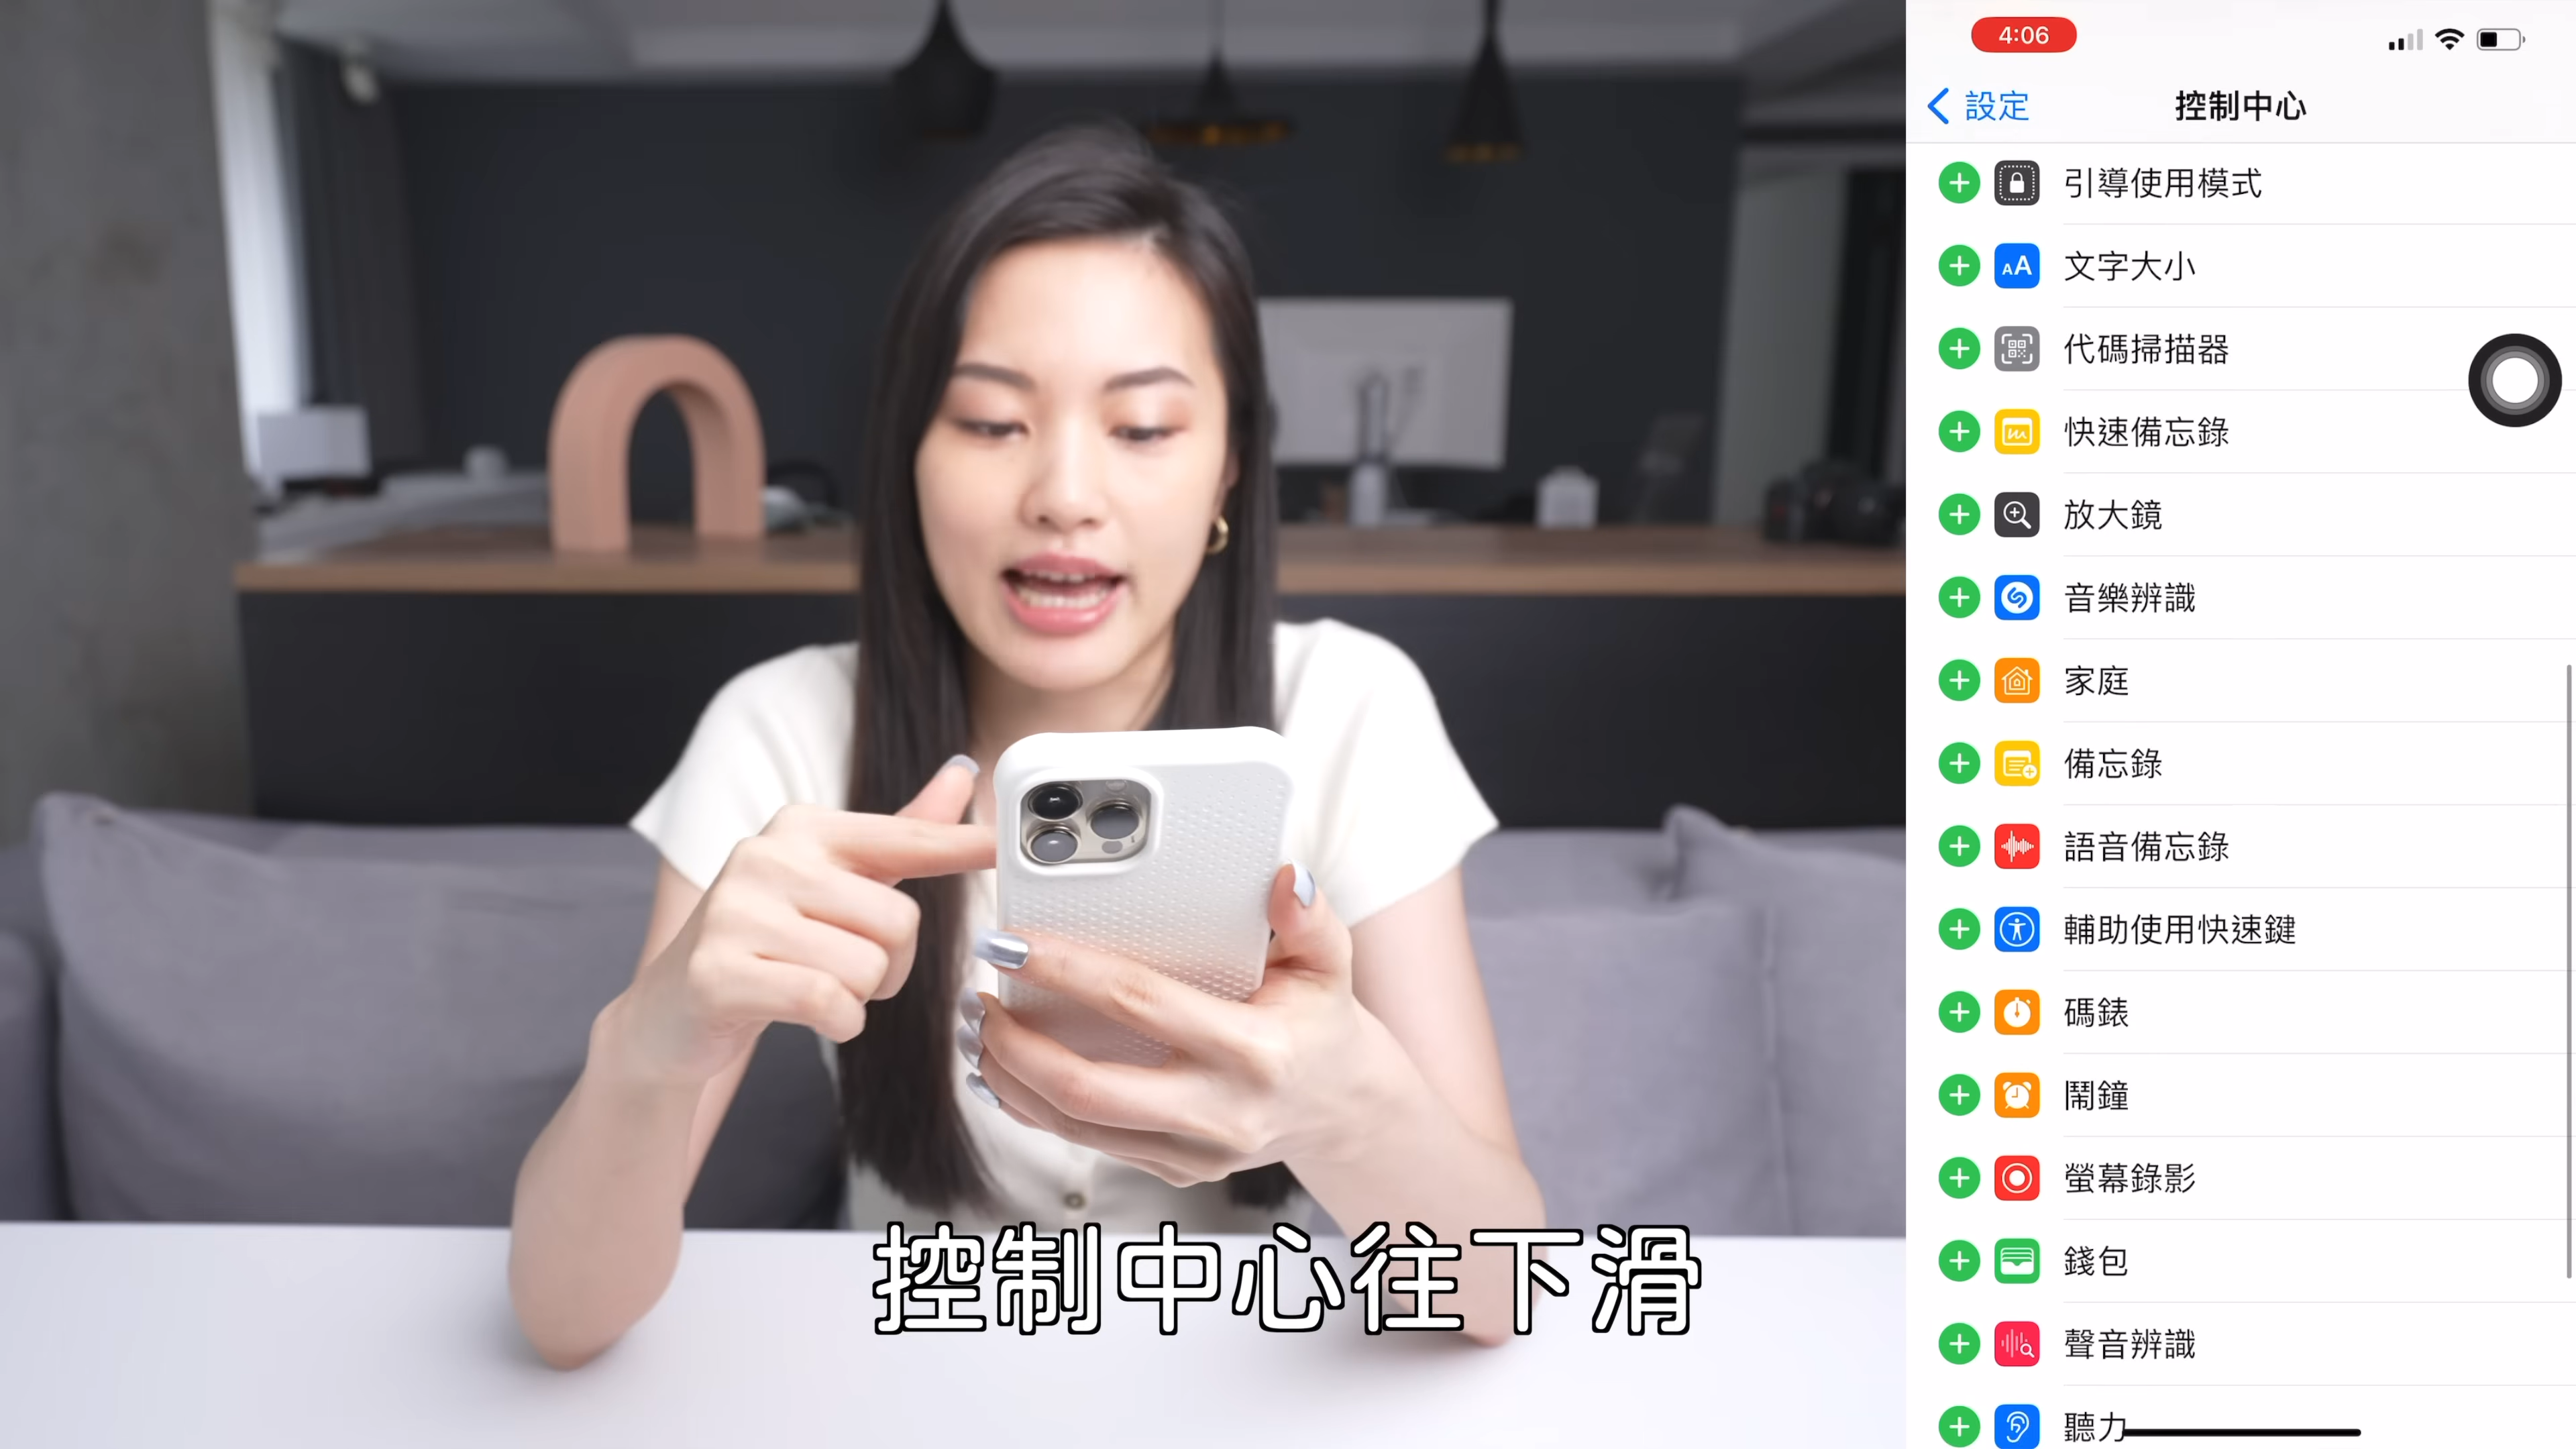 4:06
設定
控制中心
引導使用模式
AA 文字大小
代碼掃描器
快速備忘錄
放大鏡
音樂辨識
家庭
備忘錄
語音備忘錄
輔助使用快速鍵
碼錶
鬧鐘
螢幕錄影
錢包
聲音辨識
聽力
控制中心往下滑